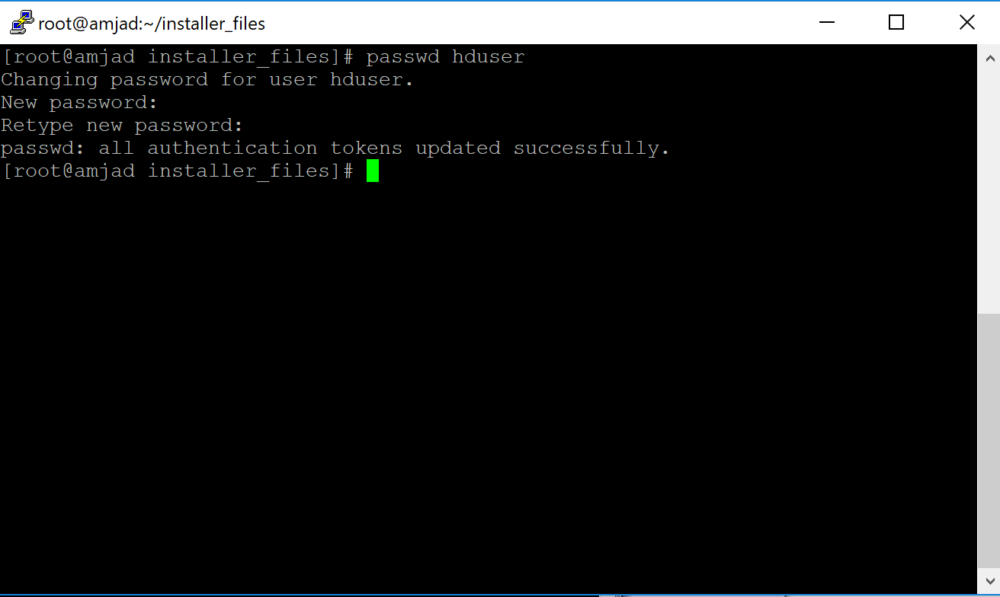 root@amjad:~/installer_files
[root@amjad installer_files]# passwd hduser
Changing password for user hduser.
New password:
Retype new password:
passwd: all authentication tokens updated successfully.
[root@amjad installer_files]#